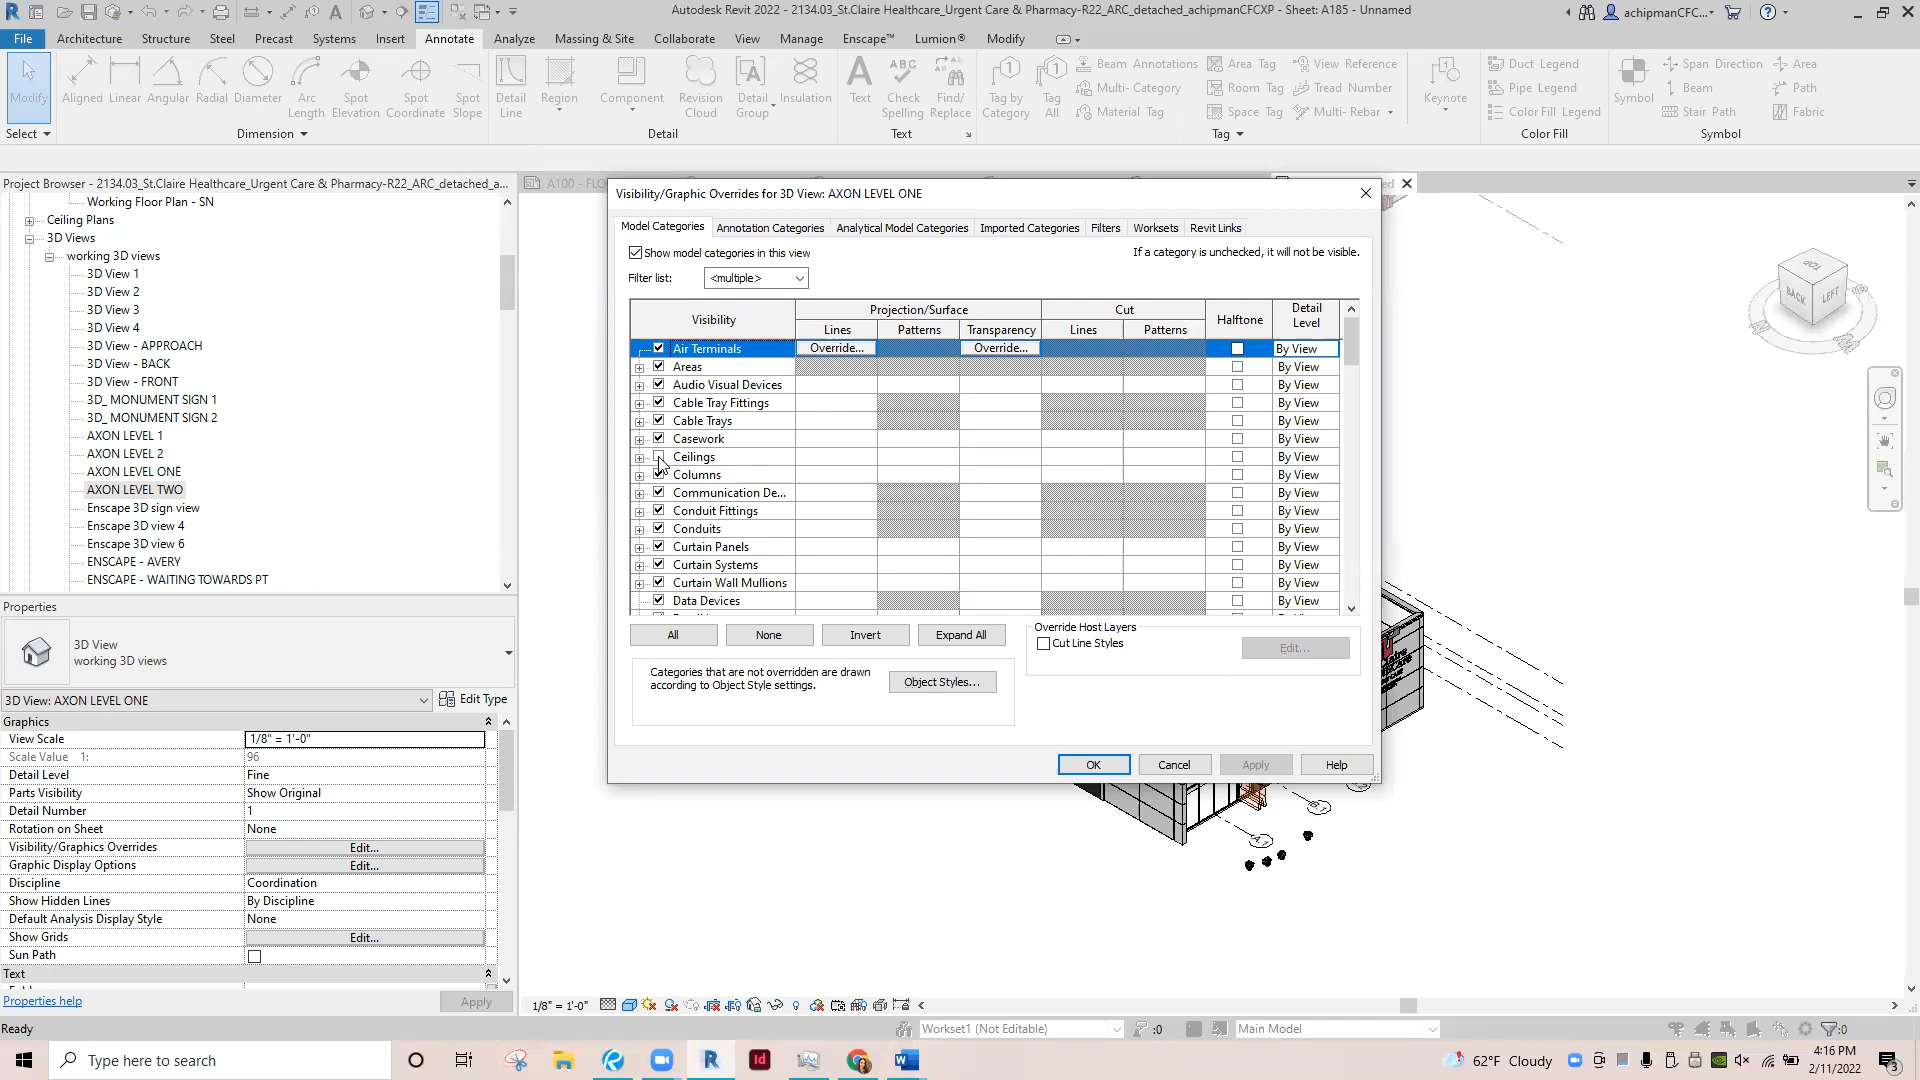 Autodesk Revit 2022 - 2134.03_St.Claire Healthcare_Urgent Care & Pharmacy-R22_ARC_detached_achipmanCFCXP - Sheet: A185 - Unnamed
achipmanCFC...
File Architecture Structure Steel Precast Systems Insert Annotate Analyze Massing & Site Collaborate View Manage Enscape™ Lumion® Modify
Modify Aligned Linear Angular Radial Diameter Arc Length Spot Elevation Spot Coordinate Spot Slope
Detail Line Region Component Revision Cloud Detail Group Insulation
Text Check Spelling Find/ Replace
Tag by Category Tag All Beam Annotations Multi- Category Material Tag Area Tag Room Tag Space Tag View Reference Tread Number Multi- Rebar
Keynote Duct Legend Pipe Legend Color Fill Legend
Symbol Span Direction Beam Stair Path Area Path Fabric
Select Dimension Detail Text Tag Color Fill Symbol
Project Browser - 2134.03_St.Claire Healthcare_Urgent Care & Pharmacy-R22_ARC_detached_a...
A100 - FLO
Working Floor Plan - SN
Ceiling Plans
3D Views
working 3D views
3D View 1
3D View 2
3D View 3
3D View 4
3D View - APPROACH
3D View - BACK
3D View - FRONT
3D_ MONUMENT SIGN 1
3D_ MONUMENT SIGN 2
AXON LEVEL 1
AXON LEVEL 2
AXON LEVEL ONE
AXON LEVEL TWO
Enscape 3D sign view
Enscape 3D view 4
Enscape 3D view 6
ENSCAPE - AVERY
ENSCAPE - WAITING TOWARDS PT
Properties
3D View
working 3D views
3D View: AXON LEVEL ONE Edit Type
Graphics
View Scale 1/8" = 1'-0"
Scale Value 1: 96
Detail Level Fine
Parts Visibility Show Original
Detail Number 1
Rotation on Sheet None
Visibility/Graphics Overrides Edit...
Graphic Display Options Edit...
Discipline Coordination
Show Hidden Lines By Discipline
Default Analysis Display Style None
Show Grids Edit...
Sun Path
Text
Properties help Apply
Visibility/Graphic Overrides for 3D View: AXON LEVEL ONE
Model Categories Annotation Categories Analytical Model Categories Imported Categories Filters Worksets Revit Links
Show model categories in this view If a category is unchecked, it will not be visible.
Filter list: <multiple>
Visibility Projection/Surface Cut Halftone Detail Level
Lines Patterns Transparency Lines Patterns
Air Terminals Override... Override... By View
Areas By View
Audio Visual Devices By View
Cable Tray Fittings By View
Cable Trays By View
Casework By View
Ceilings By View
Columns By View
Communication De... By View
Conduit Fittings By View
Conduits By View
Curtain Panels By View
Curtain Systems By View
Curtain Wall Mullions By View
Data Devices By View
All None Invert Expand All
Override Host Layers
Cut Line Styles Edit...
Categories that are not overridden are drawn
according to Object Style settings.
Object Styles...
OK Cancel Apply Help
TOP
BACK LEFT
1/8" = 1'-0"
Ready Workset1 (Not Editable) :0 Main Model :0
Type here to search
62°F Cloudy
4:16 PM
2/11/2022